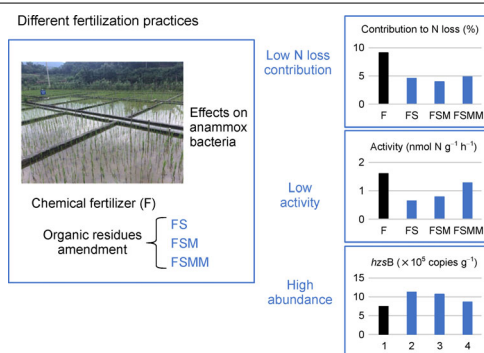 Different fertilization practices
Effects on
anammox
bacteria
Chemical fertilizer (F)
Organic residues
amendment
FS
FSM
FSMM
Low N loss
contribution
Contribution to N loss (%)
10
5
0
F FS FSM FSMM
Low
activity
Activity (nmol N g⁻¹ h⁻¹)
2
1
0
F FS FSM FSMM
High
abundance
hzsB (×10⁵ copies g⁻¹)
15
10
5
0
1 2 3 4